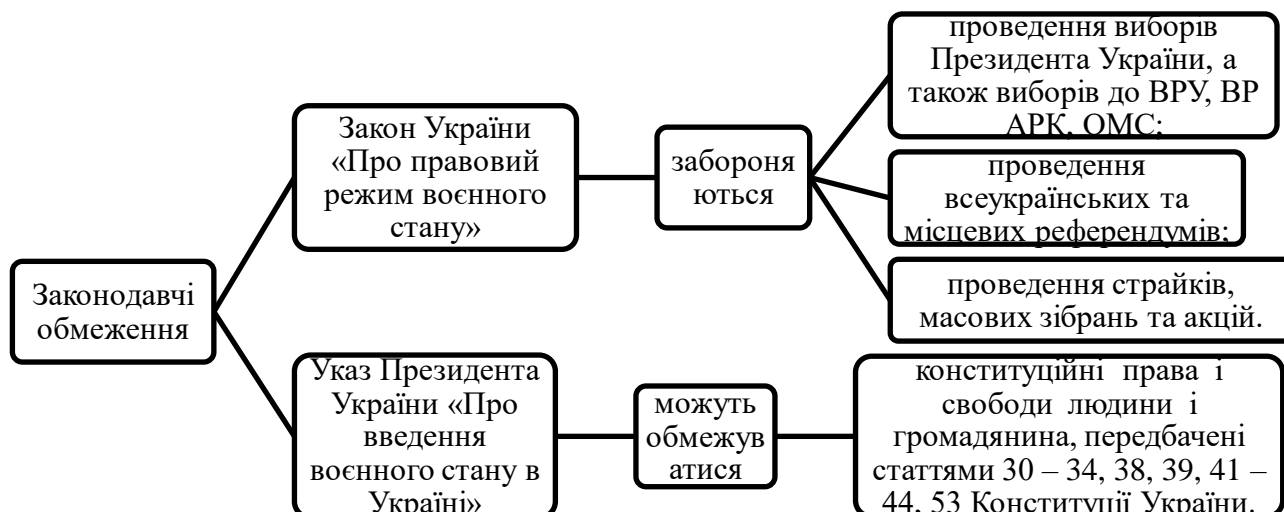 Законодавчі
обмеження
Закон України
«Про правовий
режим воєнного
стану»
забороня
ються
проведення виборів
Президента України, а
також виборів до ВРУ, ВР
АРК, ОМС;
проведення
всеукраїнських та
місцевих референдумів;
проведення страйків,
масових зібрань та акцій.
Указ Президента
України «Про
введення
воєнного стану в
Україні»
можуть
обмежув
атися
конституційні права і
свободи людини і
громадянина, передбачені
статтями 30 – 34, 38, 39, 41 –
44, 53 Конституції України.